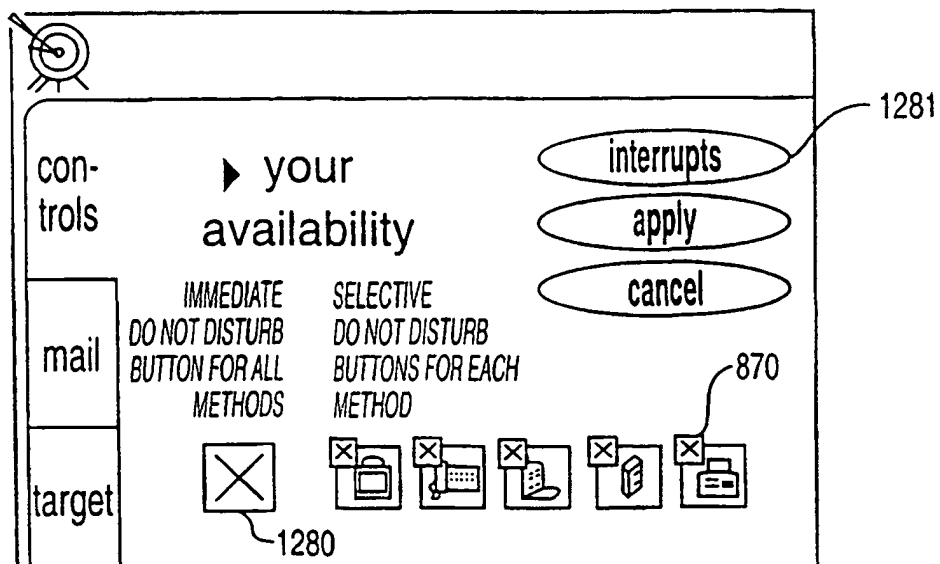 1281
con-
trols
▶ your
availability
interrupts
apply
cancel
IMMEDIATE
DO NOT DISTURB
BUTTON FOR ALL
METHODS
SELECTIVE
DO NOT DISTURB
BUTTONS FOR EACH
METHOD
mail
870
target
1280